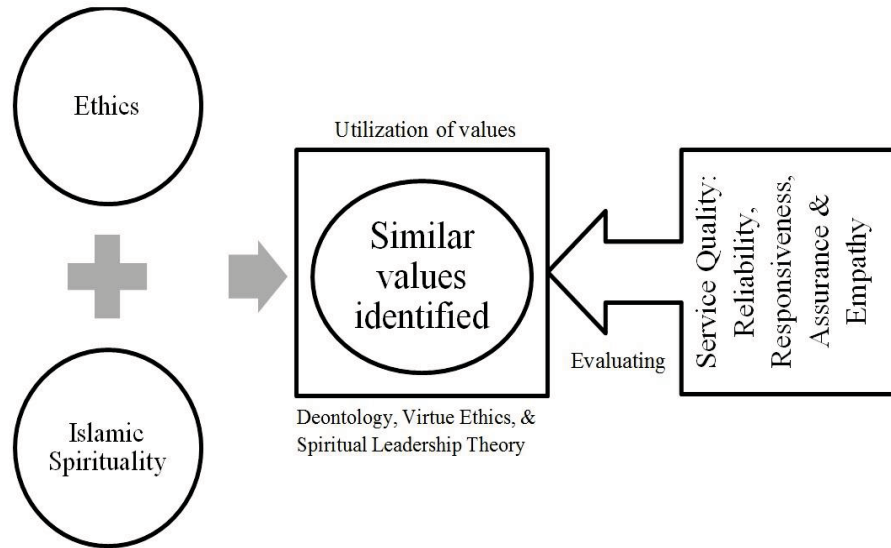 Ethics
Islamic
Spirituality
Utilization of values
Similar
values
identified
Deontology, Virtue Ethics, &
Spiritual Leadership Theory
Evaluating
Service Quality:
Reliability,
Responsiveness,
Assurance &
Empathy